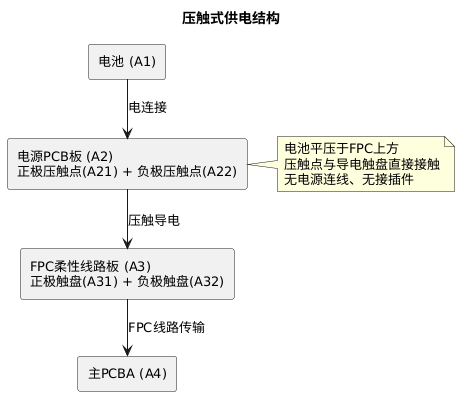 压触式供电结构
电池 (A1)
电连接
电源PCB板 (A2)
正极压触点(A21) + 负极压触点(A22)
电池平压于FPC上方
压触点与导电触盘直接接触
无电源连线、无接插件
压触导电
FPC柔性线路板 (A3)
正极触盘(A31) + 负极触盘(A32)
FPC线路传输
主PCBA (A4)